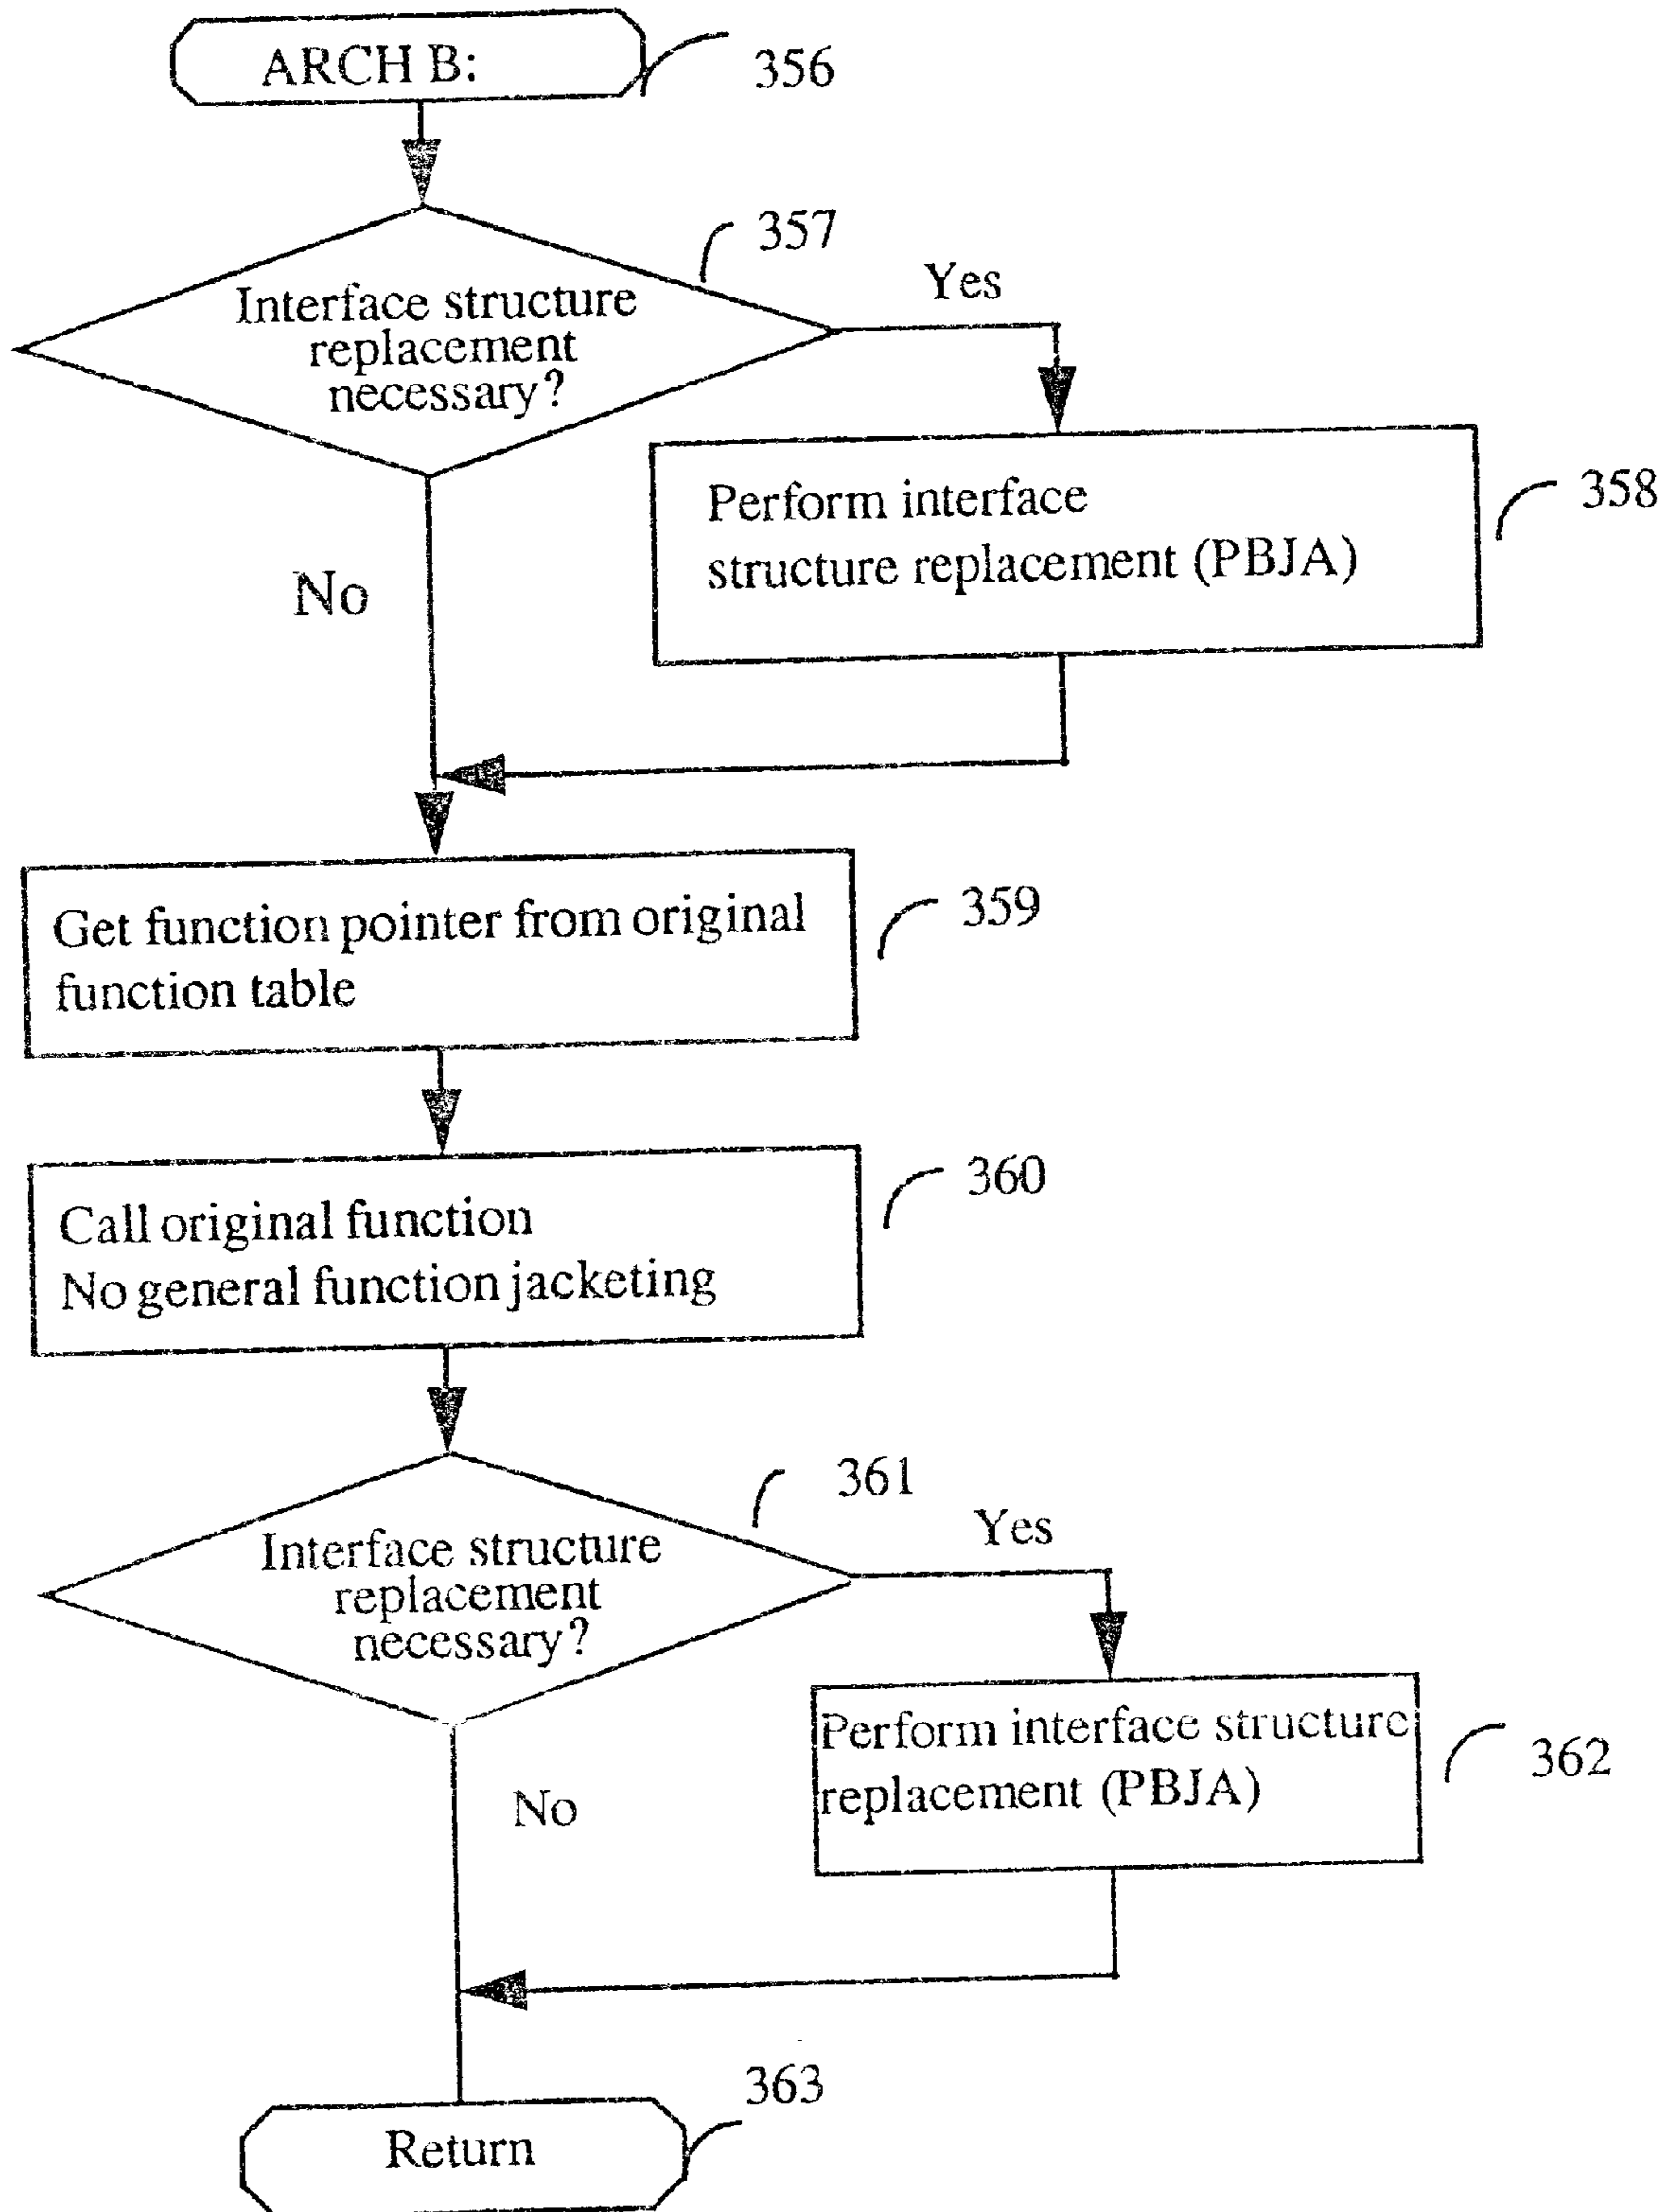 ARCH B:
356
357
Interface structure
replacement
necessary?
Yes
Perform interface
structure replacement (PBJA)
358
No
Get function pointer from original
function table
359
Call original function
No general function jacketing
360
361
Interface structure
replacement
necessary?
Yes
Perform interface structure
replacement (PBJA)
362
No
363
Return